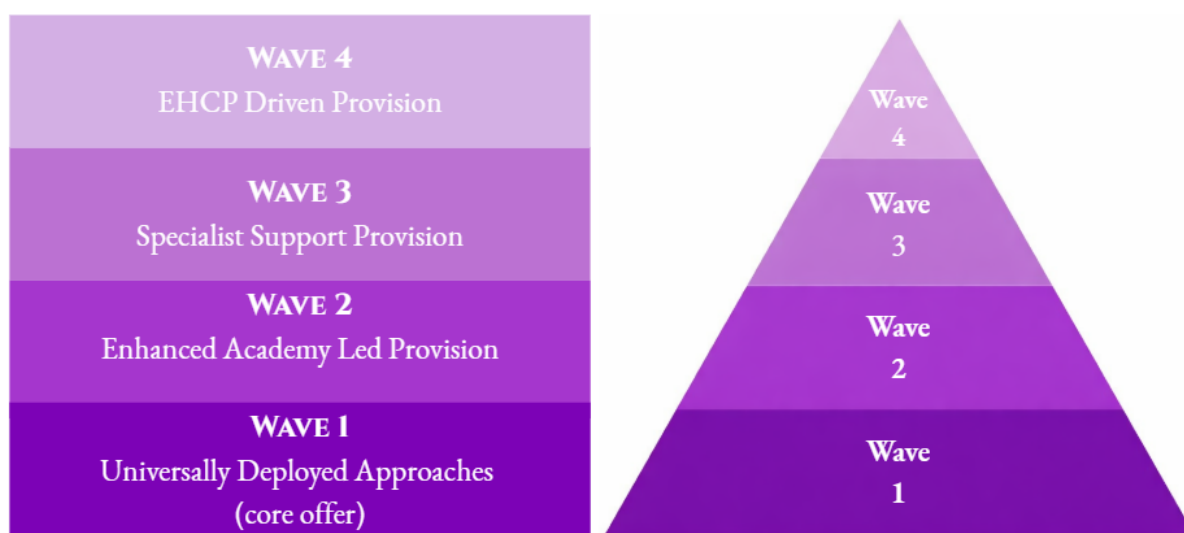 WAVE 4
EHCP Driven Provision
WAVE 3
Specialist Support Provision
WAVE 2
Enhanced Academy Led Provision
WAVE 1
Universally Deployed Approaches
(core offer)
Wave
4
Wave
3
Wave
2
Wave
1